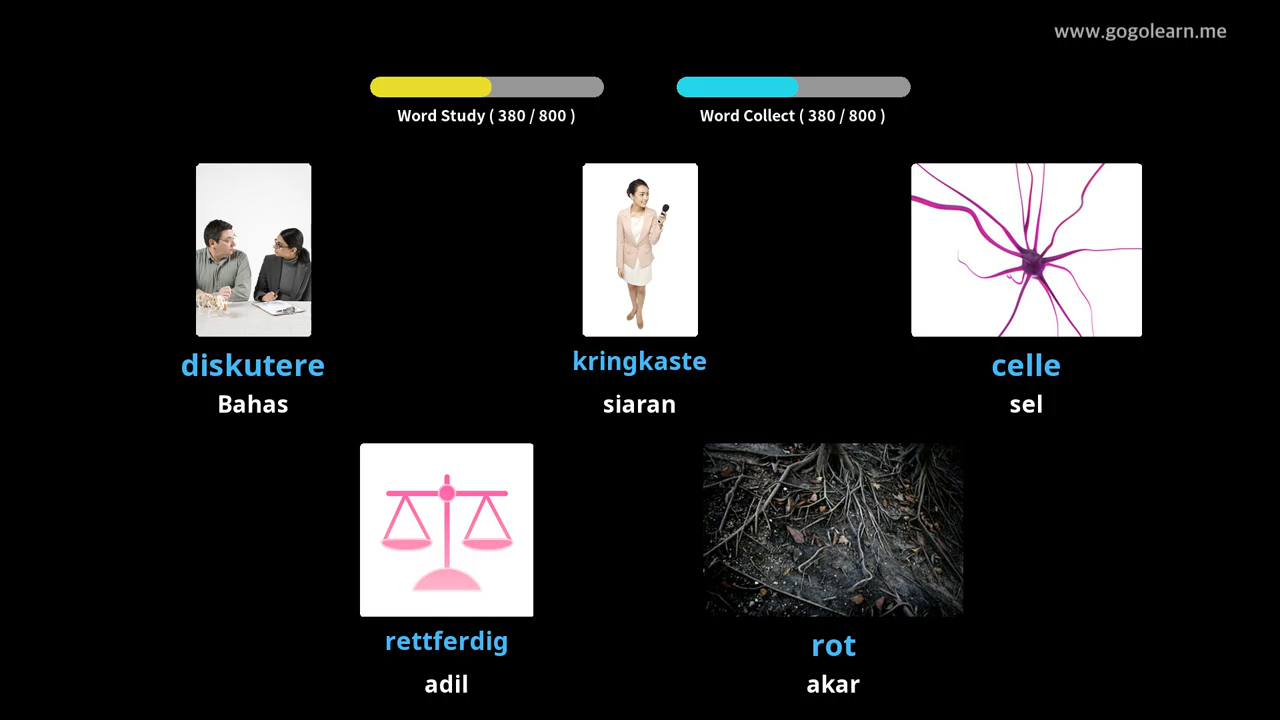 www.gogolearn.me
Word Study ( 380 / 800 )
Word Collect ( 380 / 800 )
diskutere
Bahas
kringkaste
siaran
celle
sel
rettferdig
adil
rot
akar